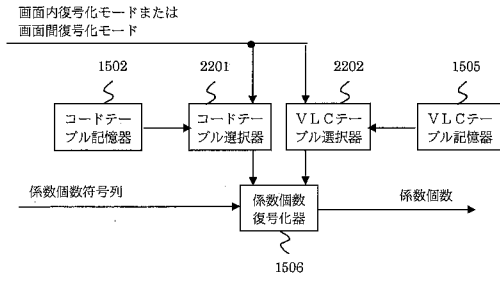 画面内復号化モードまたは
画面間復号化モード
1502
2201
2202
1505
コードテー
ブル記憶器
コードテー
ブル選択器
VLCテー
ブル選択器
VLCテー
ブル記憶器
係数個数符号列
係数個数
復号化器
係数個数
1506